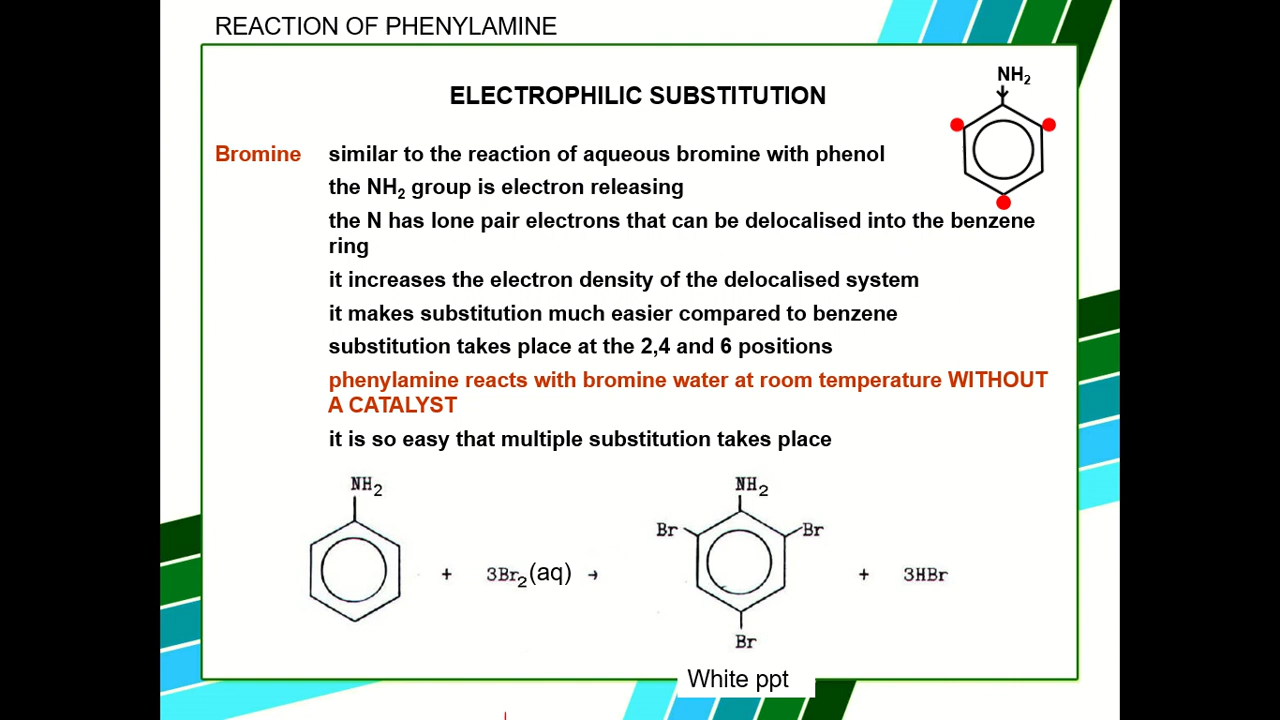 REACTION OF PHENYLAMINE
ELECTROPHILIC SUBSTITUTION
NH2
Bromine similar to the reaction of aqueous bromine with phenol
the NH2 group is electron releasing
the N has lone pair electrons that can be delocalised into the benzene
ring
it increases the electron density of the delocalised system
it makes substitution much easier compared to benzene
substitution takes place at the 2,4 and 6 positions
phenylamine reacts with bromine water at room temperature WITHOUT
A CATALYST
it is so easy that multiple substitution takes place
NH2 NH2
Br Br
+ 3Br2(aq) → + 3HBr
Br
White ppt